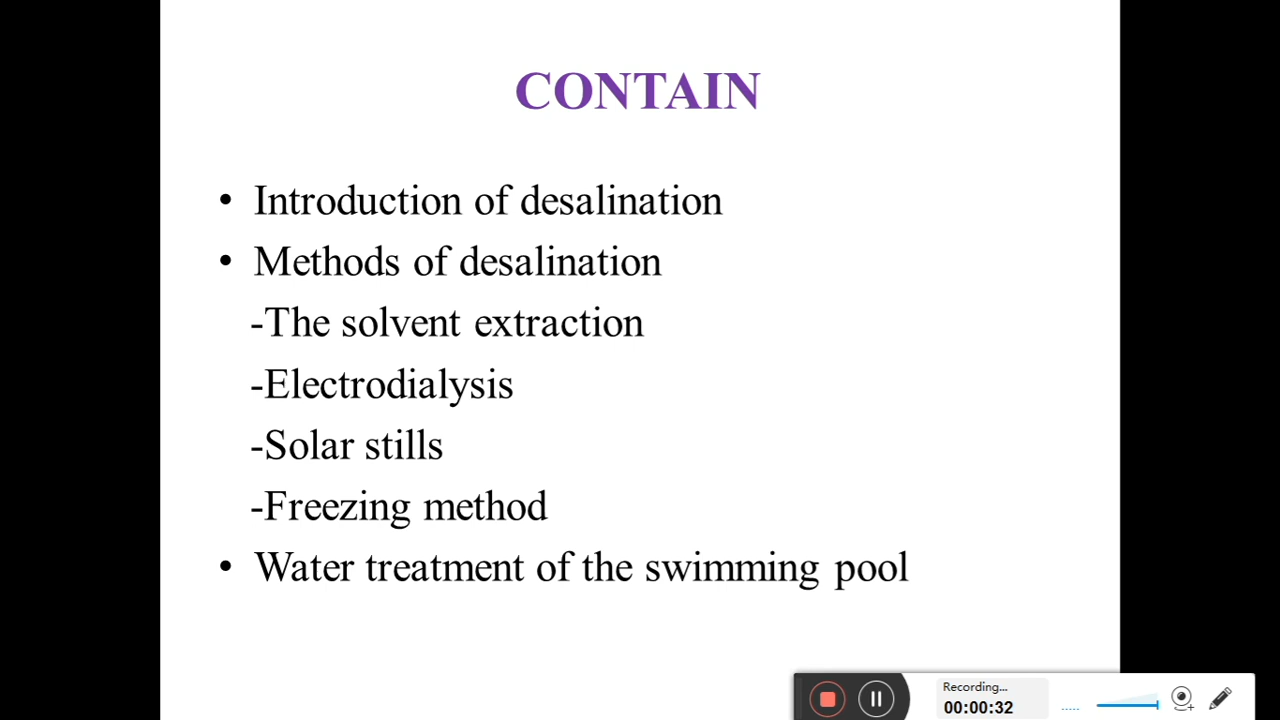 CONTAIN
• Introduction of desalination
• Methods of desalination
-The solvent extraction
-Electrodialysis
-Solar stills
-Freezing method
• Water treatment of the swimming pool
Recording...
00:00:32